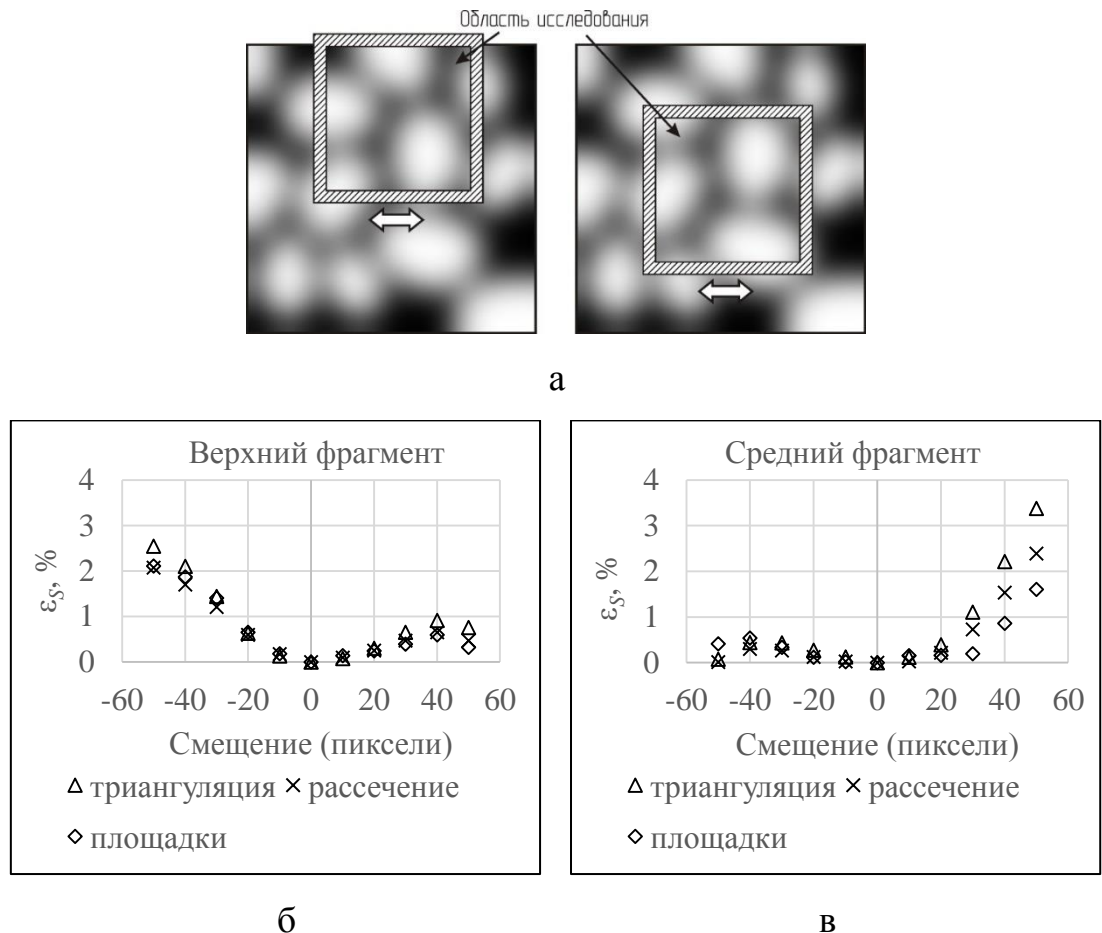 Область исследования
а
Верхний фрагмент
4
3
2
1
0
-60 -40 -20 0 20 40 60
εS, %
Смещение (пиксели)
триангуляция рассечение
площадки
б
Средний фрагмент
4
3
2
1
0
-60 -40 -20 0 20 40 60
εS, %
Смещение (пиксели)
триангуляция рассечение
площадки
в